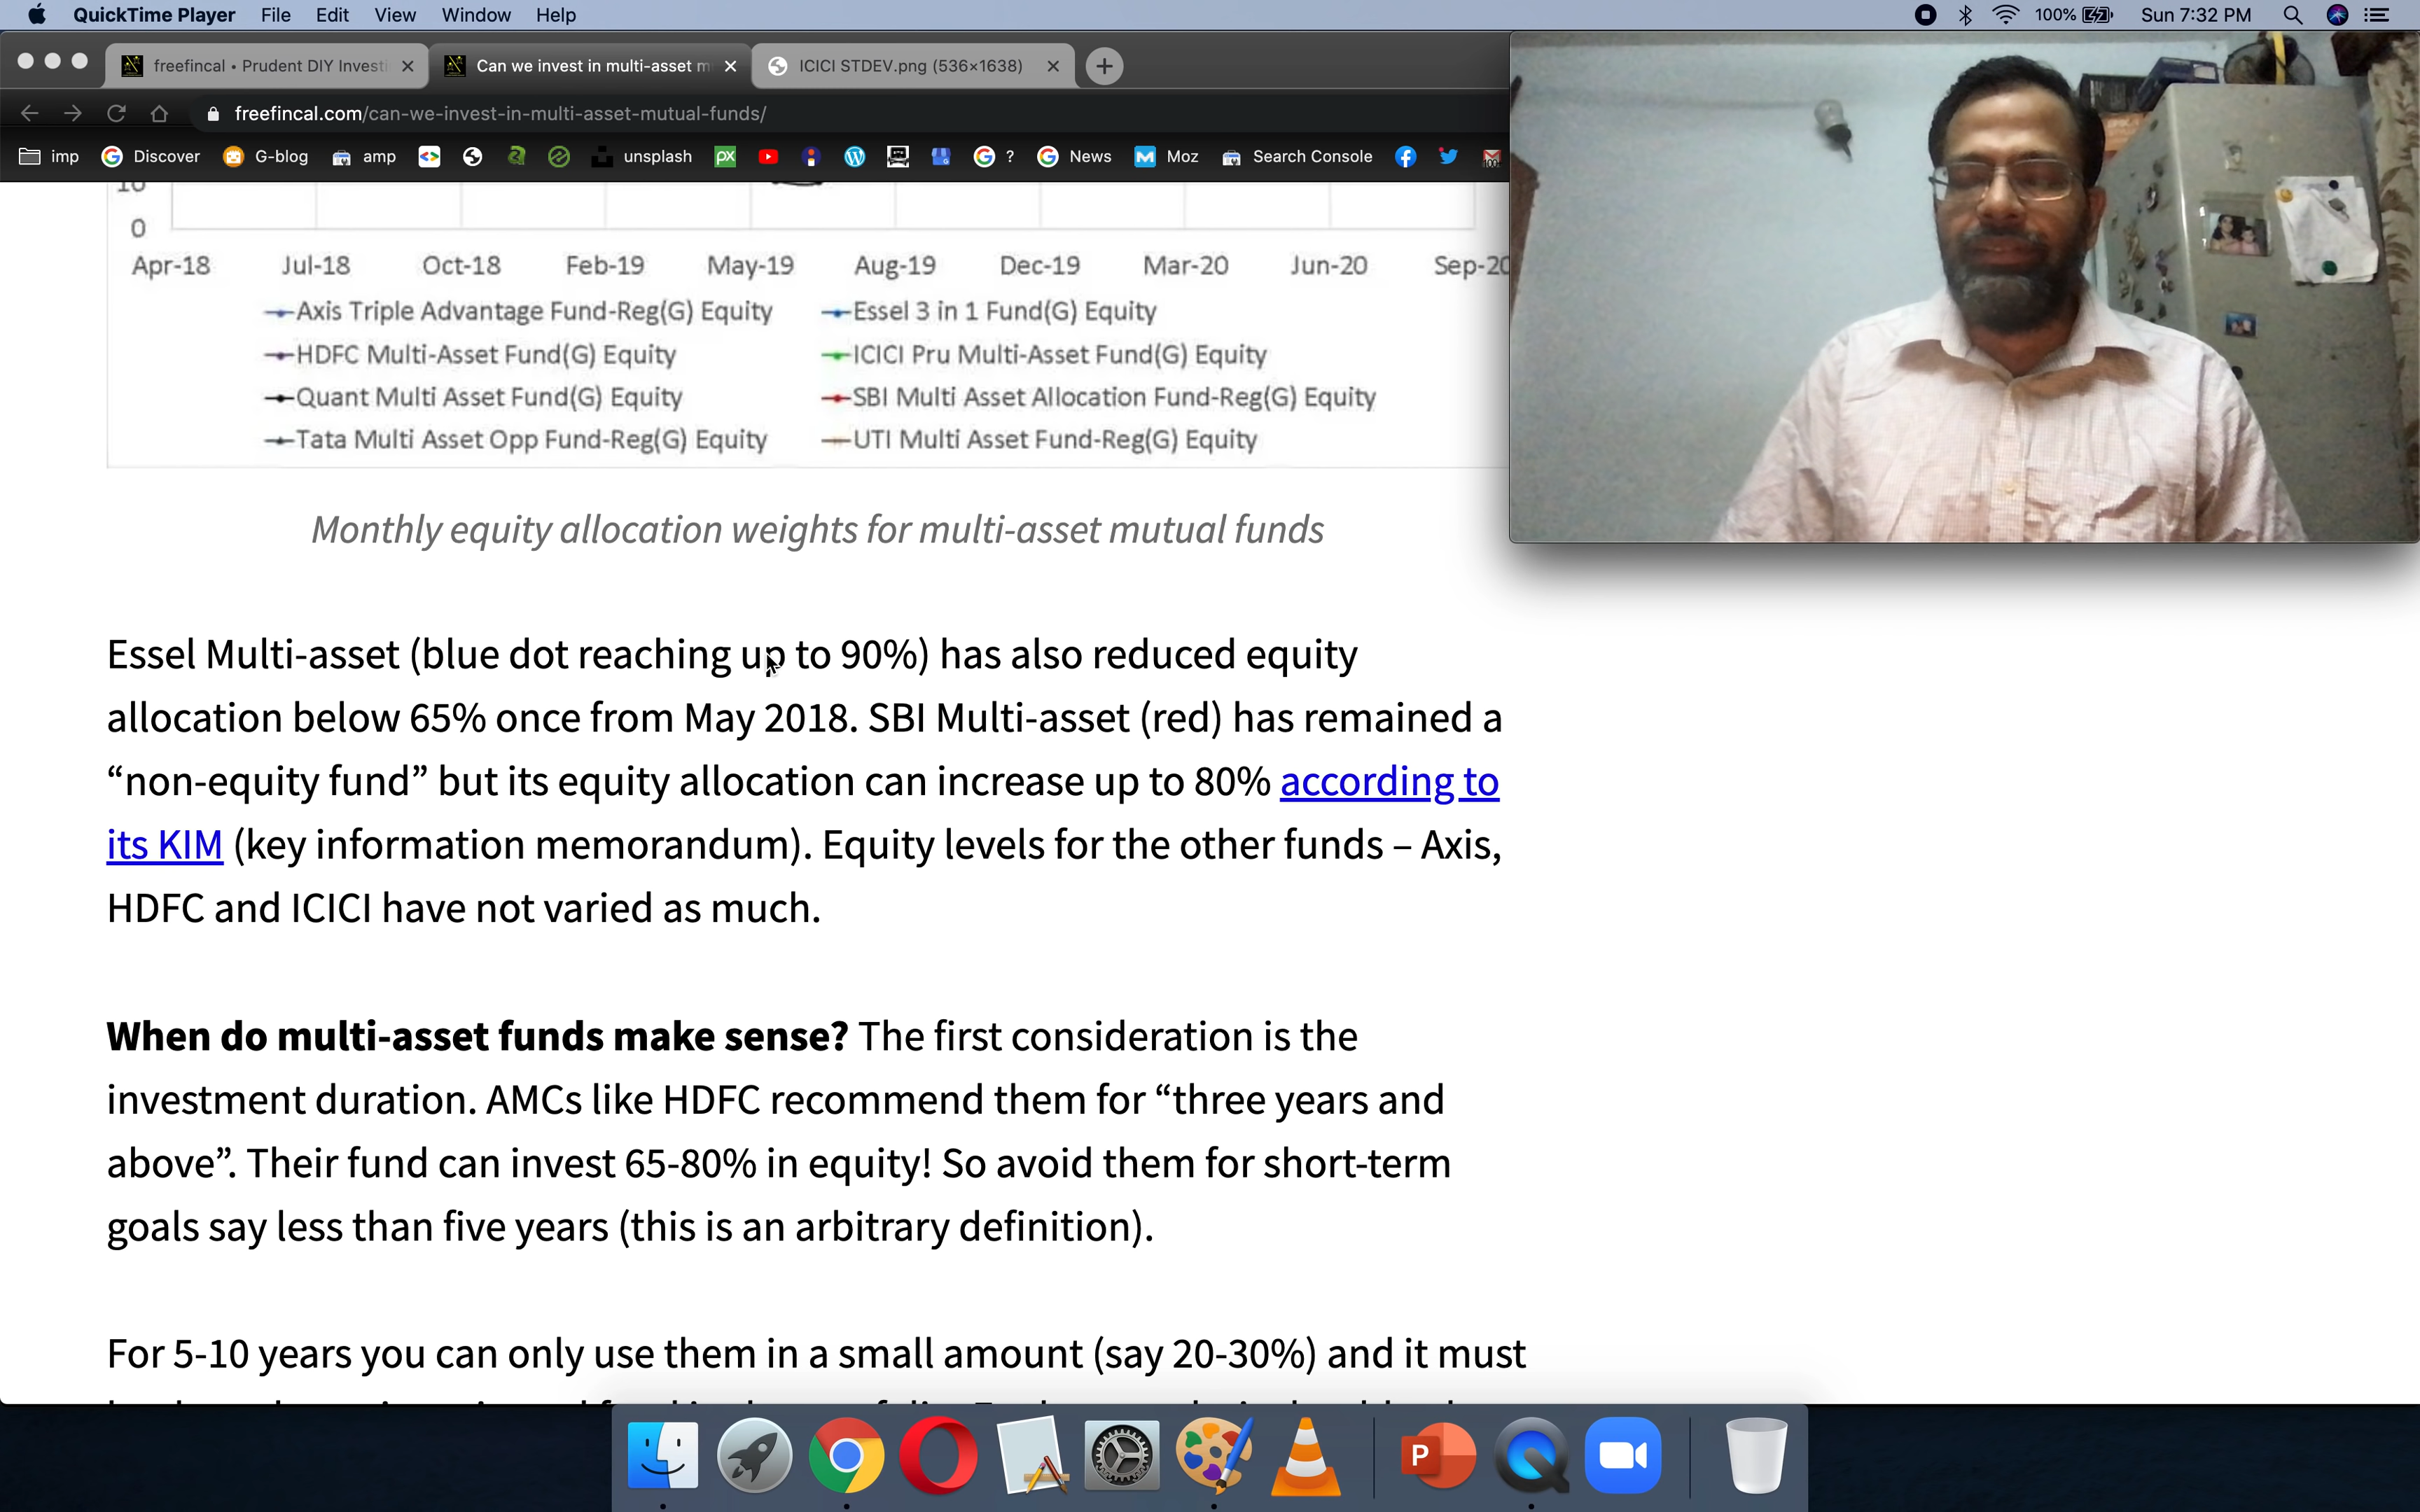 QuickTime Player File Edit View Window Help 100% Sun 7:32 PM
freefincal • Prudent DIY Investi Can we invest in multi-asset m ICICI STDEV.png (536×1638)
freefincal.com/can-we-invest-in-multi-asset-mutual-funds/
imp Discover G-blog amp unsplash px ? News Moz Search Console
0
Apr-18 Jul-18 Oct-18 Feb-19 May-19 Aug-19 Dec-19 Mar-20 Jun-20 Sep-20
Axis Triple Advantage Fund-Reg(G) Equity Essel 3 in 1 Fund(G) Equity
HDFC Multi-Asset Fund(G) Equity ICICI Pru Multi-Asset Fund(G) Equity
Quant Multi Asset Fund(G) Equity SBI Multi Asset Allocation Fund-Reg(G) Equity
Tata Multi Asset Opp Fund-Reg(G) Equity UTI Multi Asset Fund-Reg(G) Equity
Monthly equity allocation weights for multi-asset mutual funds
Essel Multi-asset (blue dot reaching up to 90%) has also reduced equity
allocation below 65% once from May 2018. SBI Multi-asset (red) has remained a
“non-equity fund” but its equity allocation can increase up to 80% according to
its KIM (key information memorandum). Equity levels for the other funds – Axis,
HDFC and ICICI have not varied as much.
When do multi-asset funds make sense? The first consideration is the
investment duration. AMCs like HDFC recommend them for “three years and
above”. Their fund can invest 65-80% in equity! So avoid them for short-term
goals say less than five years (this is an arbitrary definition).
For 5-10 years you can only use them in a small amount (say 20-30%) and it must
P